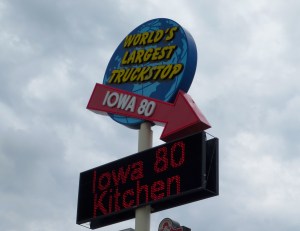 WORLD'S
LARGEST
TRUCKSTOP
IOWA 80
Iowa 80
Kitchen